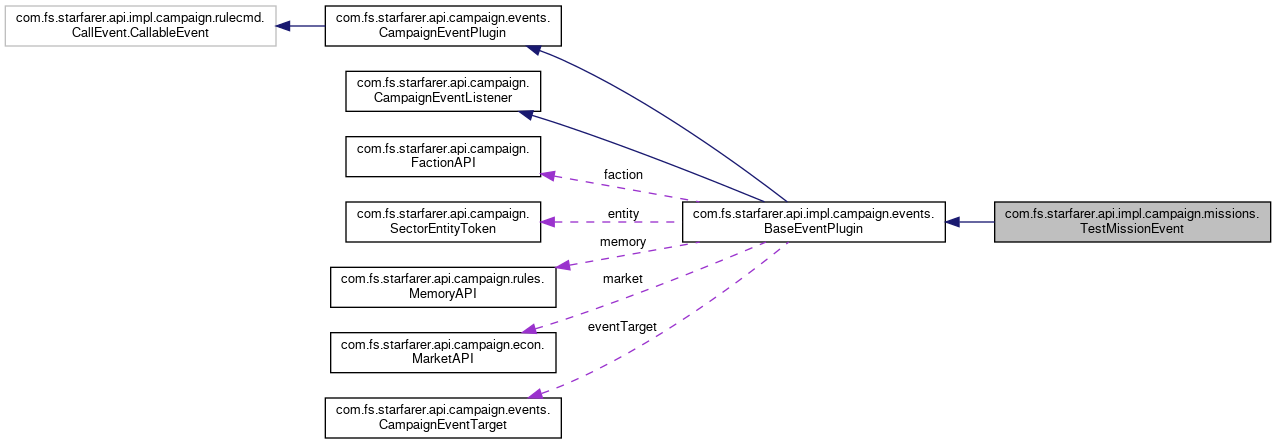 com.fs.starfarer.api.impl.campaign.rulecmd.
CallEvent.CallableEvent
com.fs.starfarer.api.campaign.events.
CampaignEventPlugin
com.fs.starfarer.api.campaign.
CampaignEventListener
com.fs.starfarer.api.campaign.
FactionAPI
faction
com.fs.starfarer.api.campaign.
SectorEntityToken
entity
com.fs.starfarer.api.impl.campaign.events.
BaseEventPlugin
com.fs.starfarer.api.impl.campaign.missions.
TestMissionEvent
memory
com.fs.starfarer.api.campaign.rules.
MemoryAPI
market
com.fs.starfarer.api.campaign.econ.
MarketAPI
eventTarget
com.fs.starfarer.api.campaign.events.
CampaignEventTarget